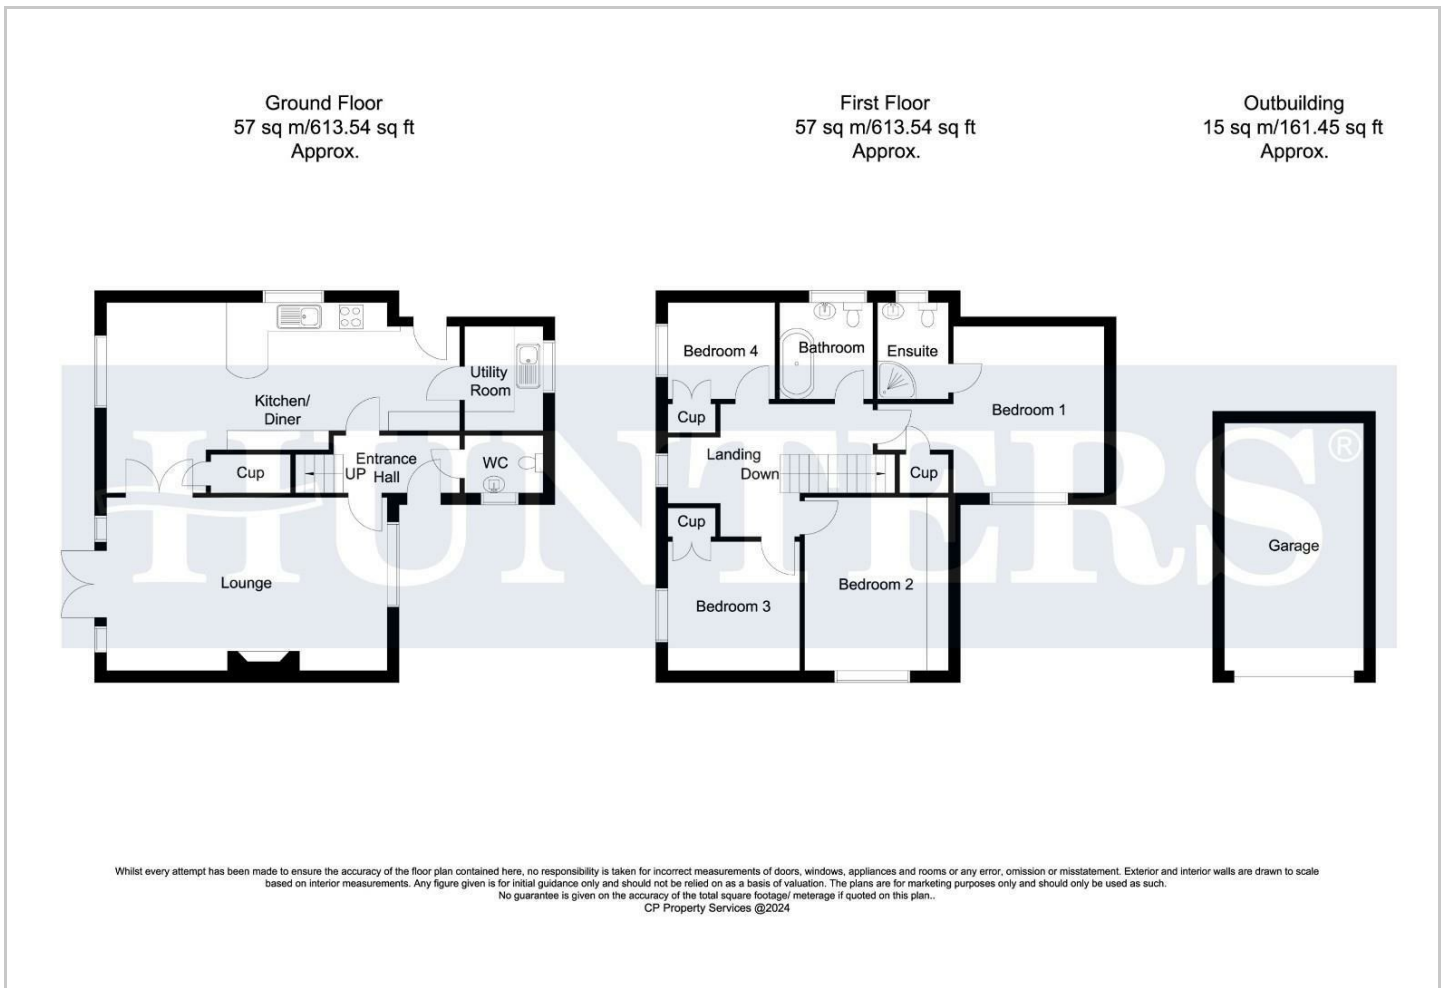 Ground Floor
57 sq m/613.54 sq ft
Approx.
First Floor
57 sq m/613.54 sq ft
Approx.
Outbuilding
15 sq m/161.45 sq ft
Approx.
Kitchen/
Diner
Utility
Room
Cup
UP
Entrance
Hall
WC
Lounge
Bedroom 4
Bathroom
Ensuite
Bedroom 1
Cup
Landing
Down
Cup
Cup
Bedroom 3
Bedroom 2
Garage
HUNTERS®
Whilst every attempt has been made to ensure the accuracy of the floor plan contained here, no responsibility is taken for incorrect measurements of doors, windows, appliances and rooms or any error, omission or misstatement. Exterior and interior walls are drawn to scale
based on interior measurements. Any figure given is for initial guidance only and should not be relied on as a basis of valuation. The plans are for marketing purposes only and should only be used as such.
No guarantee is given on the accuracy of the total square footage/ meterage if quoted on this plan..
CP Property Services @2024